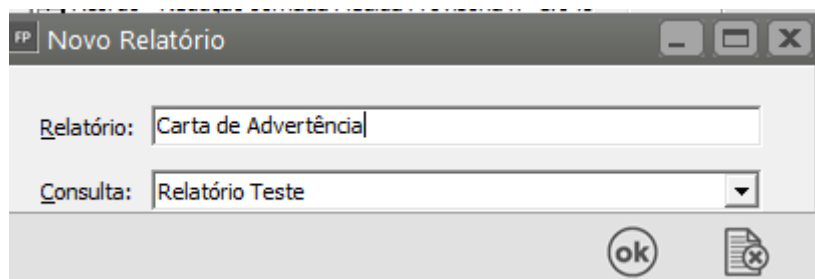 FP Novo Relatório
Relatório: Carta de Advertência
Consulta: Relatório Teste
ok